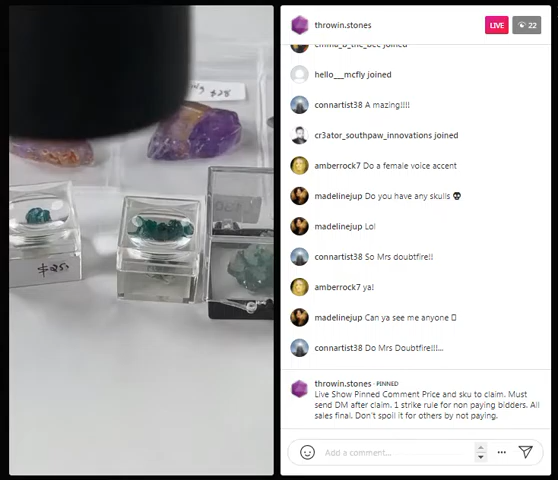 $28
$25
throwin.stones
LIVE
22
emma_b_the_bee joined
hello__mcfly joined
connartist38 A mazing!!!!
cr3ator_southpaw_innovations joined
amberrock7 Do a female voice accent
madelinejup Do you have any skulls 💀
madelinejup Lol
connartist38 So Mrs doubtfire!!
amberrock7 ya!
madelinejup Can ya see me anyone
connartist38 Do Mrs Doubtfire!!!...
throwin.stones · PINNED
Live Show Pinned Comment Price and sku to claim. Must
send DM after claim. 1 strike rule for non paying bidders. All
sales final. Don't spoil it for others by not paying.
Add a comment...